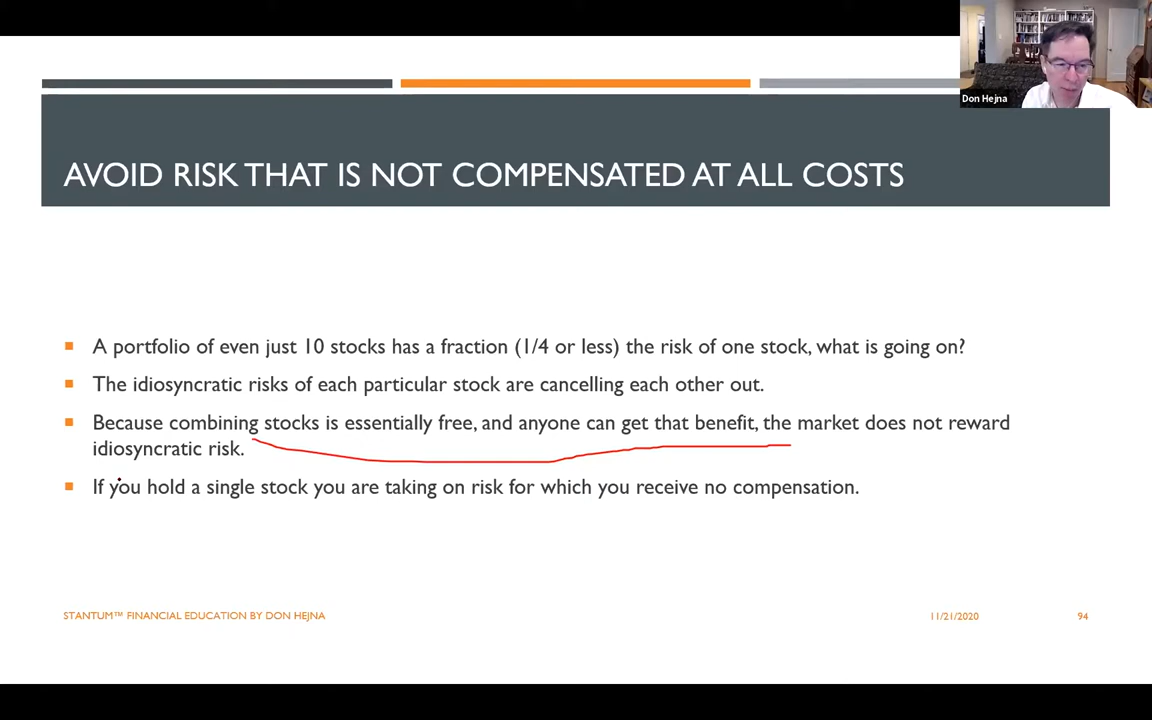 Don Hejna
AVOID RISK THAT IS NOT COMPENSATED AT ALL COSTS
A portfolio of even just 10 stocks has a fraction (1/4 or less) the risk of one stock, what is going on?
The idiosyncratic risks of each particular stock are cancelling each other out.
Because combining stocks is essentially free, and anyone can get that benefit, the market does not reward
idiosyncratic risk.
If you hold a single stock you are taking on risk for which you receive no compensation.
STANTUM™ FINANCIAL EDUCATION BY DON HEJNA
11/21/2020
94